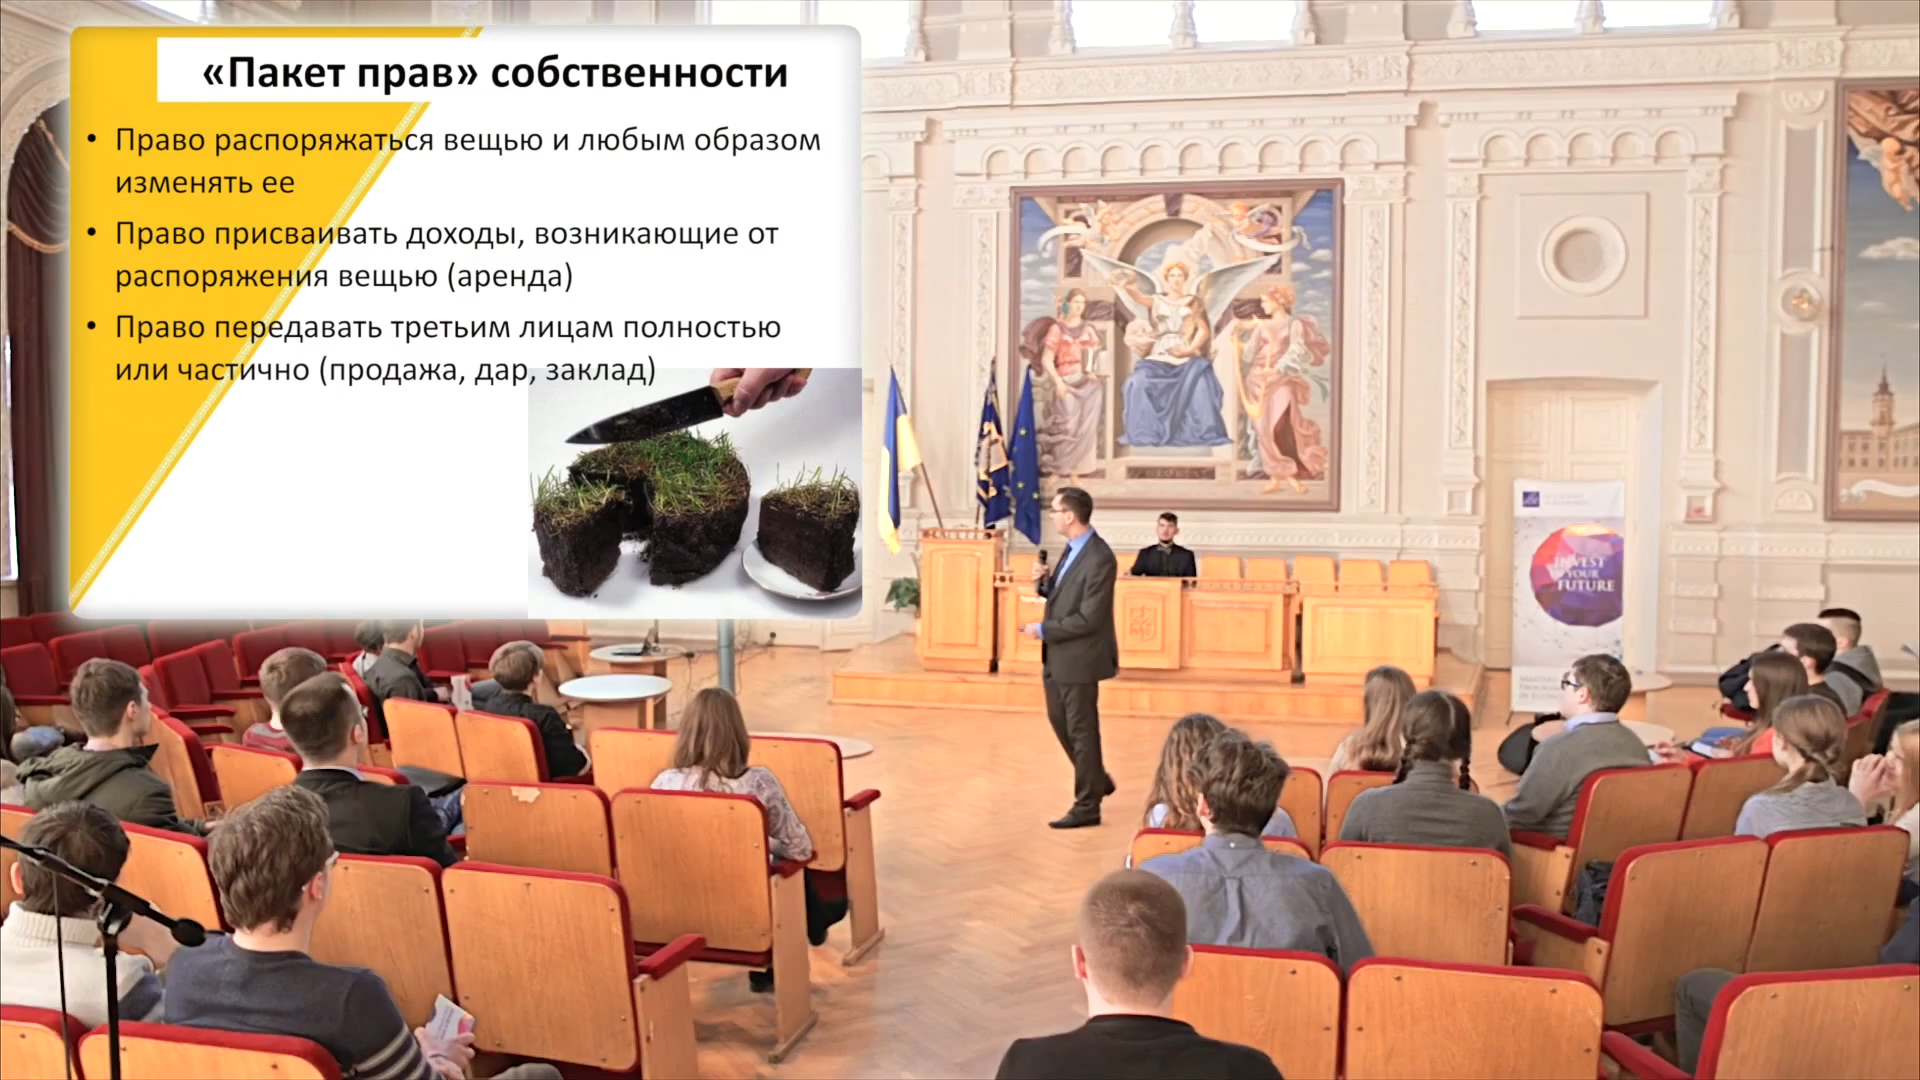 «Пакет прав» собственности
• Право распоряжаться вещью и любым образом
изменять ее
• Право присваивать доходы, возникающие от
распоряжения вещью (аренда)
• Право передавать третьим лицам полностью
или частично (продажа, дар, заклад)
INVEST
IN YOUR
FUTURE